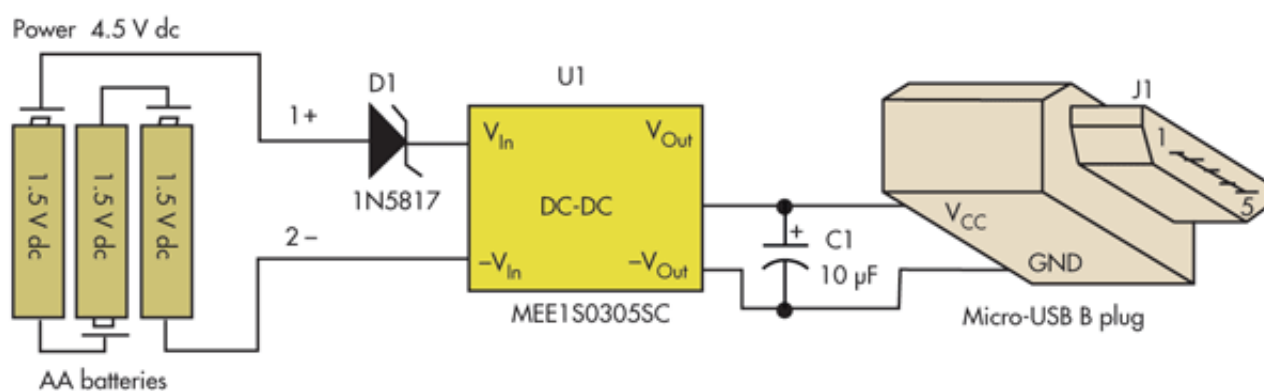 Power 4.5 V dc
1.5 V dc
1.5 V dc
1.5 V dc
AA batteries
1+
2–
D1
1N5817
U1
V_In
V_Out
DC-DC
–V_In
–V_Out
MEE1S0305SC
+
C1
10 µF
J1
1
5
V_CC
GND
Micro-USB B plug